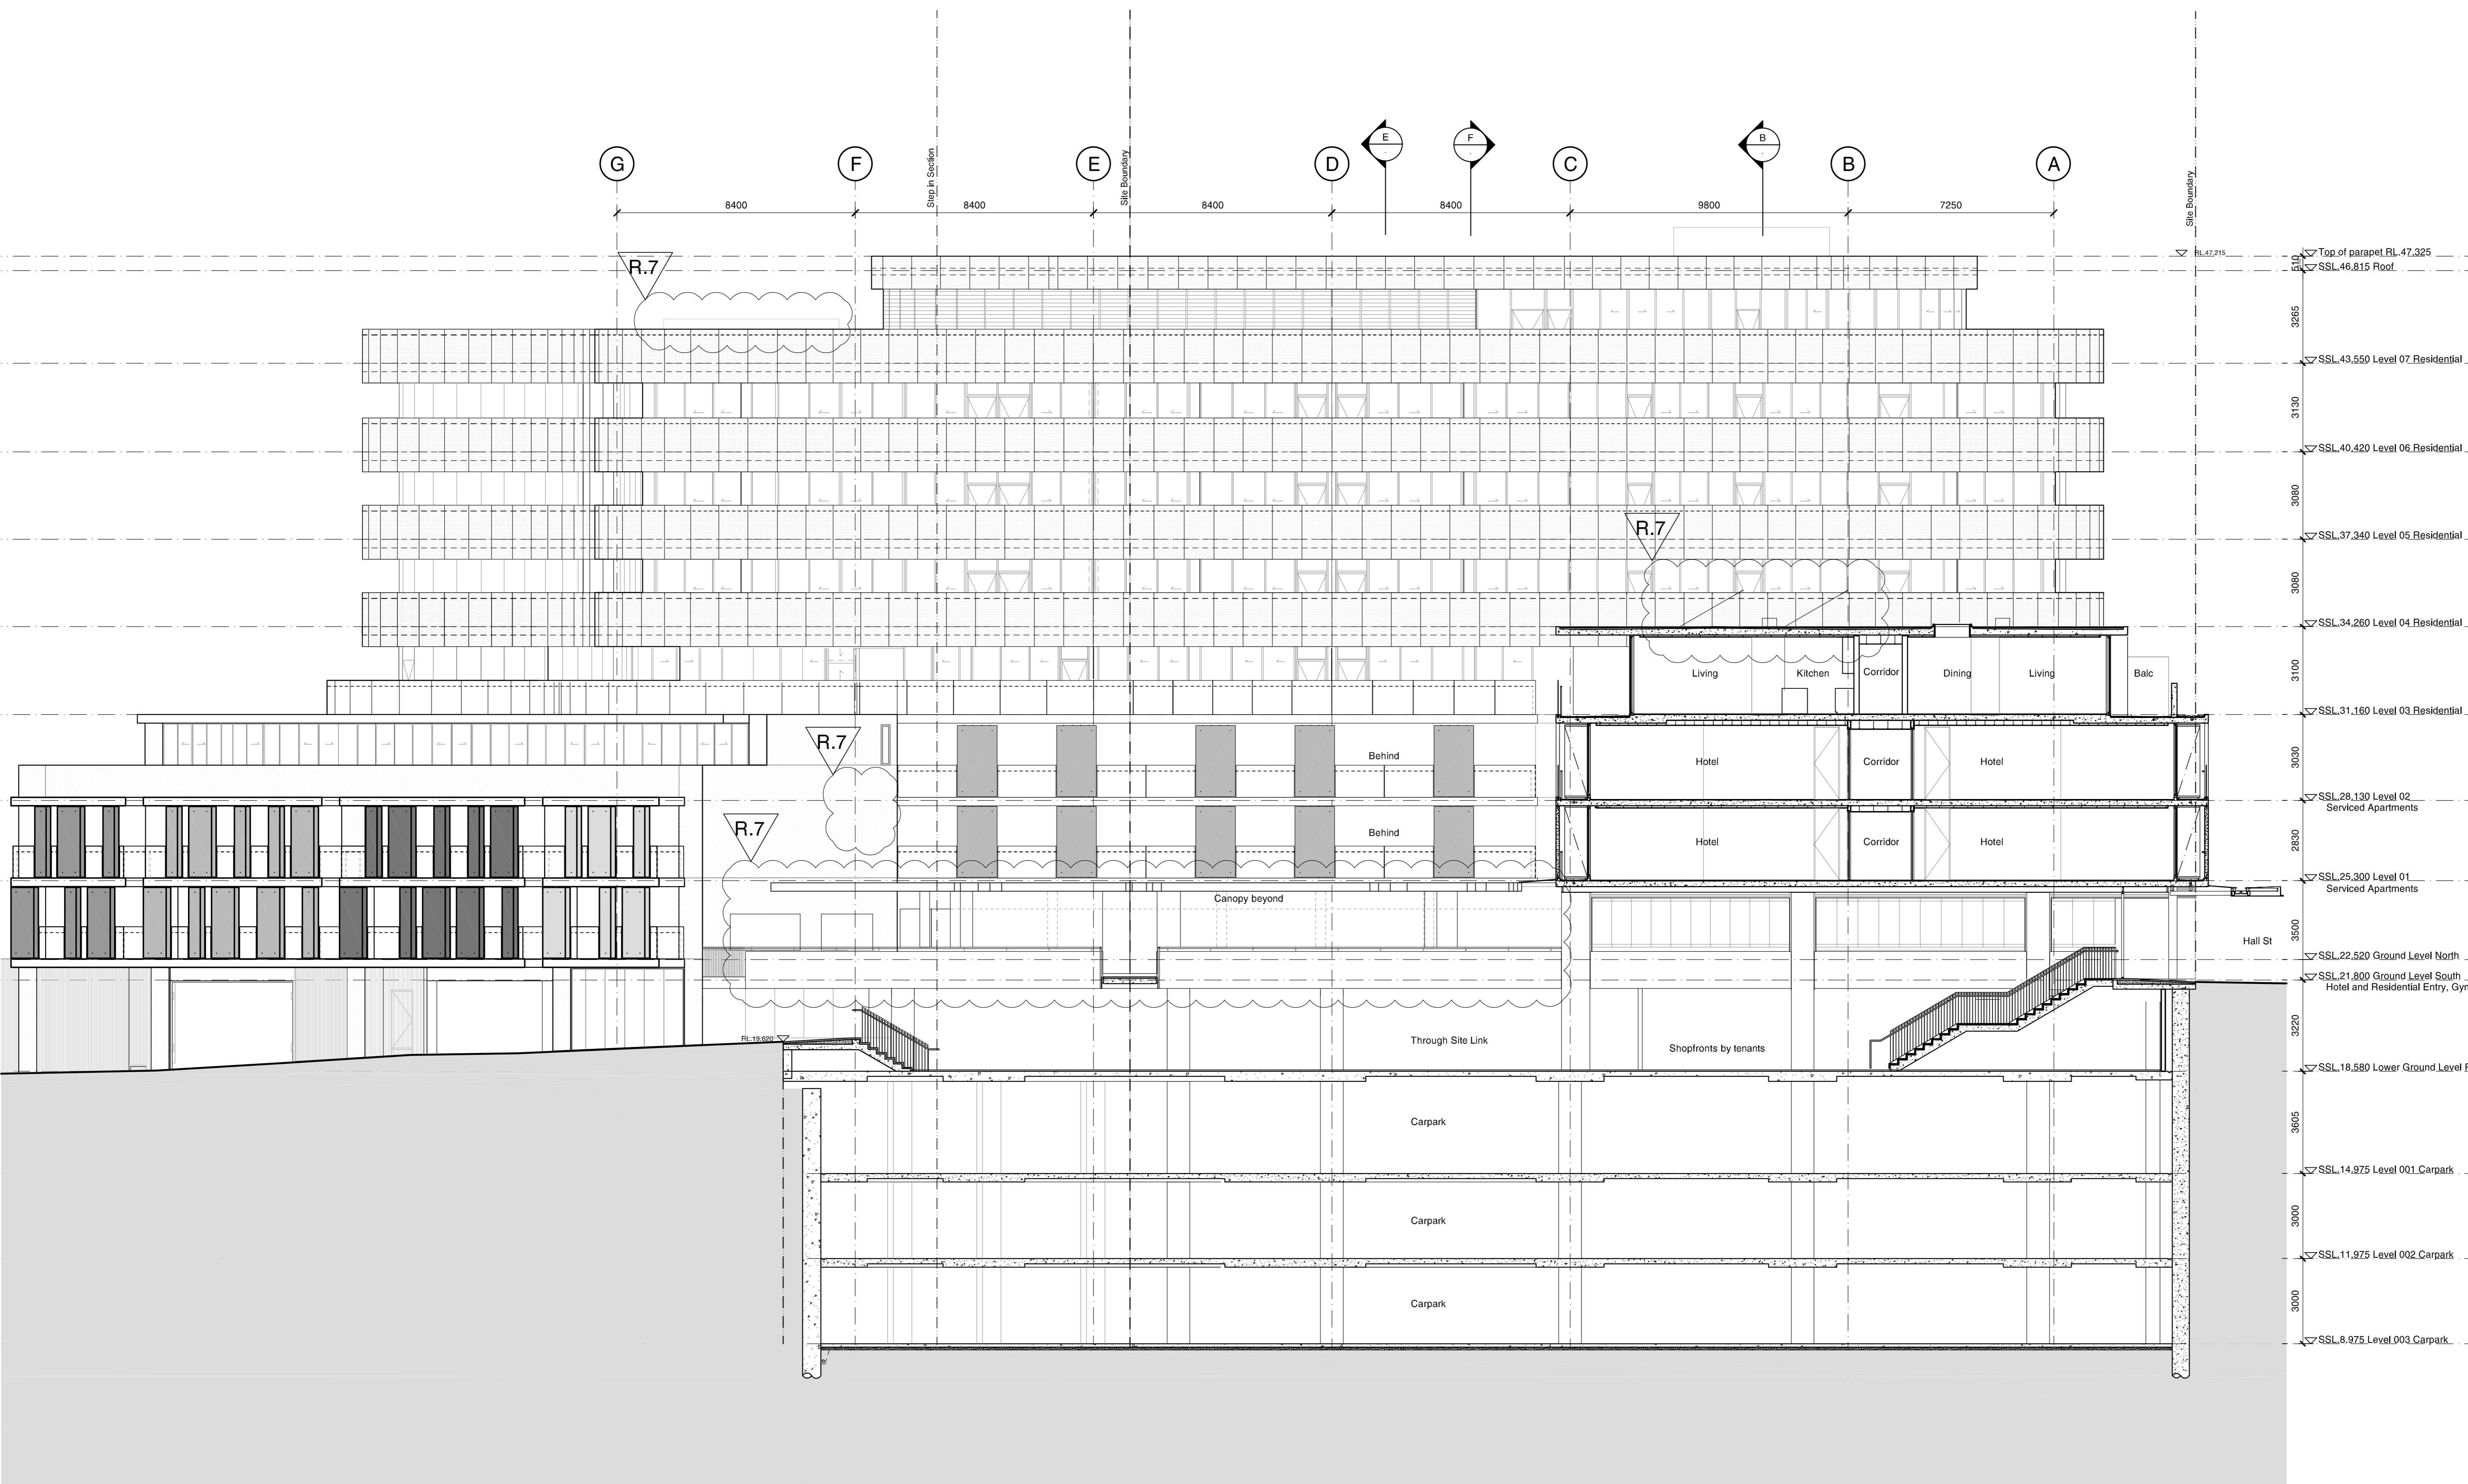 E
F
B
G
F
E
D
C
B
A
Step in Section
Site Boundary
Site Boundary
8400
8400
8400
8400
9800
7250
R.7
RL.47,215
Top of parapet RL.47,325
510
SSL.46,815 Roof
3265
SSL.43,550 Level 07 Residential
3130
SSL.40,420 Level 06 Residential
3080
R.7
SSL.37,340 Level 05 Residential
3080
SSL.34,260 Level 04 Residential
Living
Kitchen
Corridor
Dining
Living
Balc
3100
SSL.31,160 Level 03 Residential
R.7
Behind
Hotel
Corridor
Hotel
3030
SSL.28,130 Level 02
Serviced Apartments
R.7
Behind
Hotel
Corridor
Hotel
2830
SSL.25,300 Level 01
Serviced Apartments
Canopy beyond
3500
Hall St
SSL.22,520 Ground Level North
SSL.21,800 Ground Level South
Hotel and Residential Entry, Gym
RL.19,620
Through Site Link
Shopfronts by tenants
3220
SSL.18,580 Lower Ground Level
Carpark
3605
SSL.14,975 Level 001 Carpark
Carpark
3000
SSL.11,975 Level 002 Carpark
Carpark
3000
SSL.8,975 Level 003 Carpark